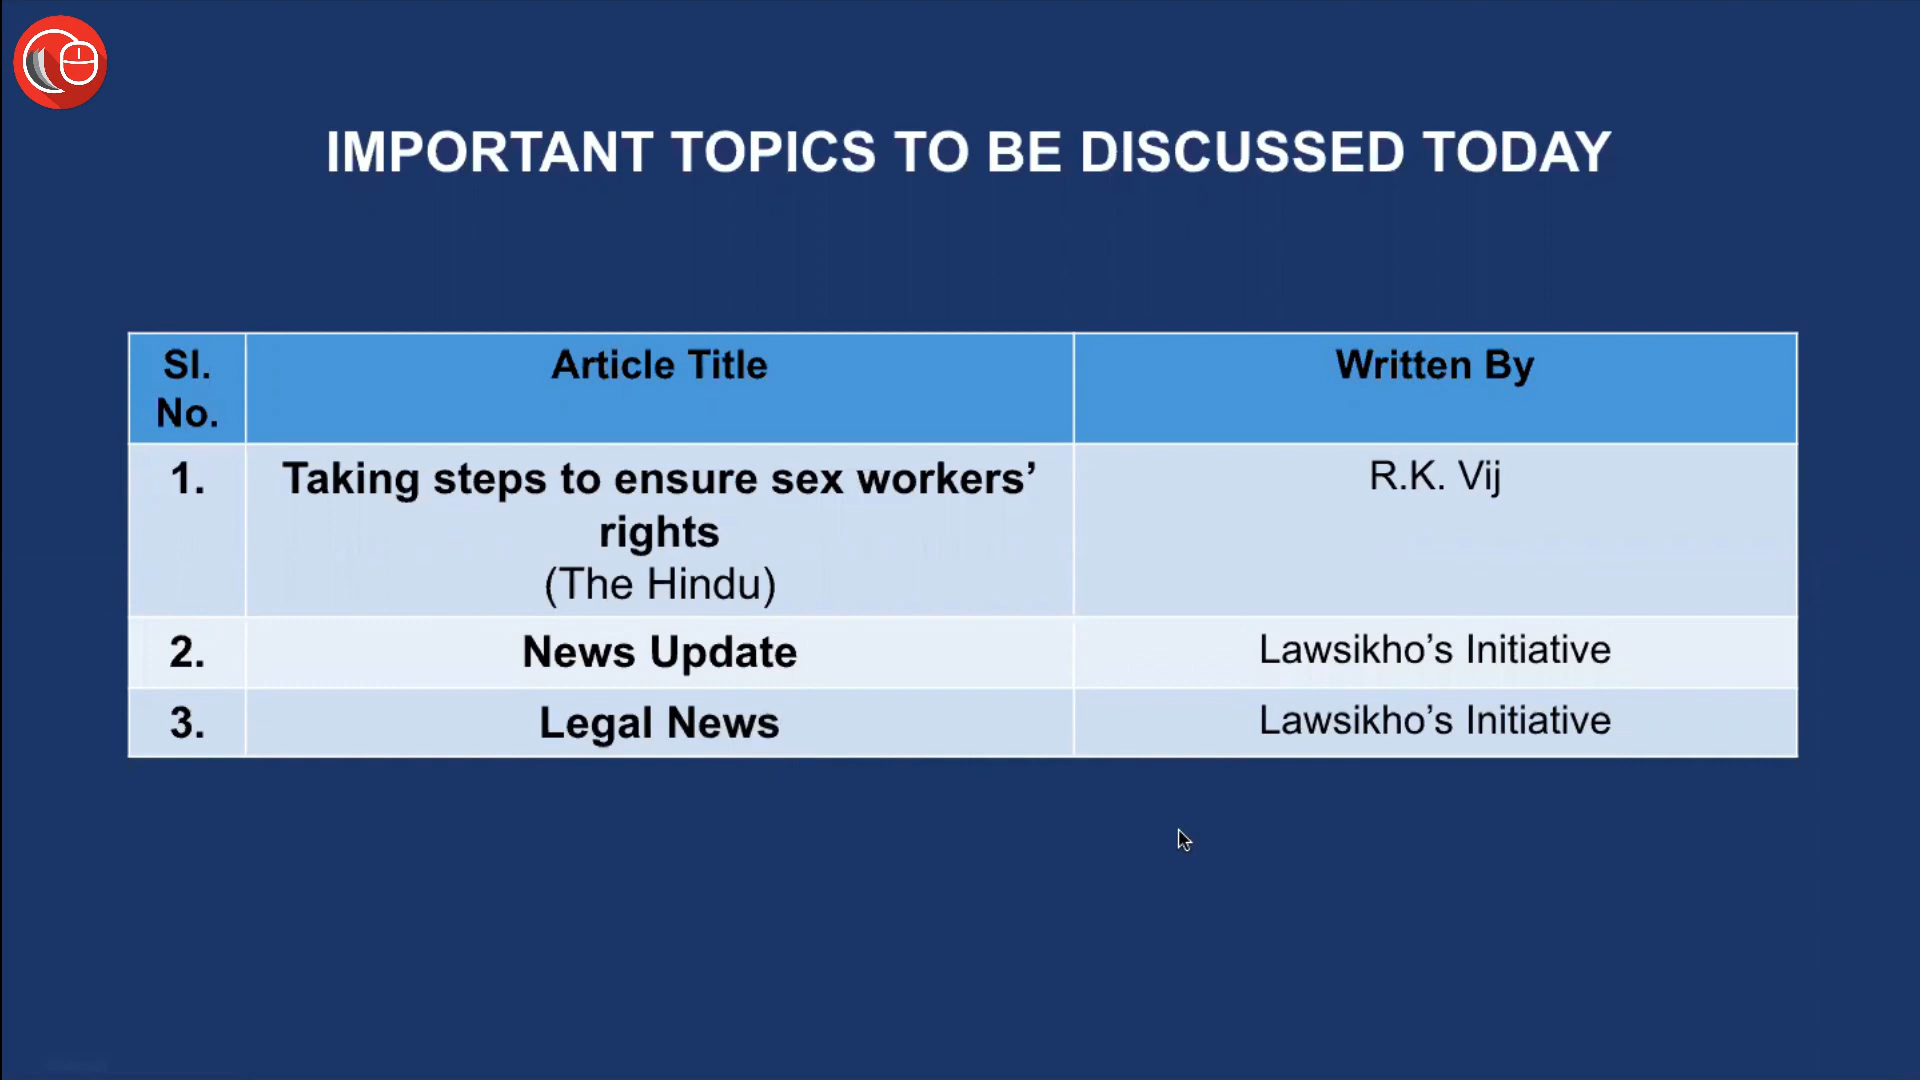 IMPORTANT TOPICS TO BE DISCUSSED TODAY
Sl.
No.
Article Title
Written By
1.
Taking steps to ensure sex workers’
rights
(The Hindu)
R.K. Vij
2.
News Update
Lawsikho’s Initiative
3.
Legal News
Lawsikho’s Initiative